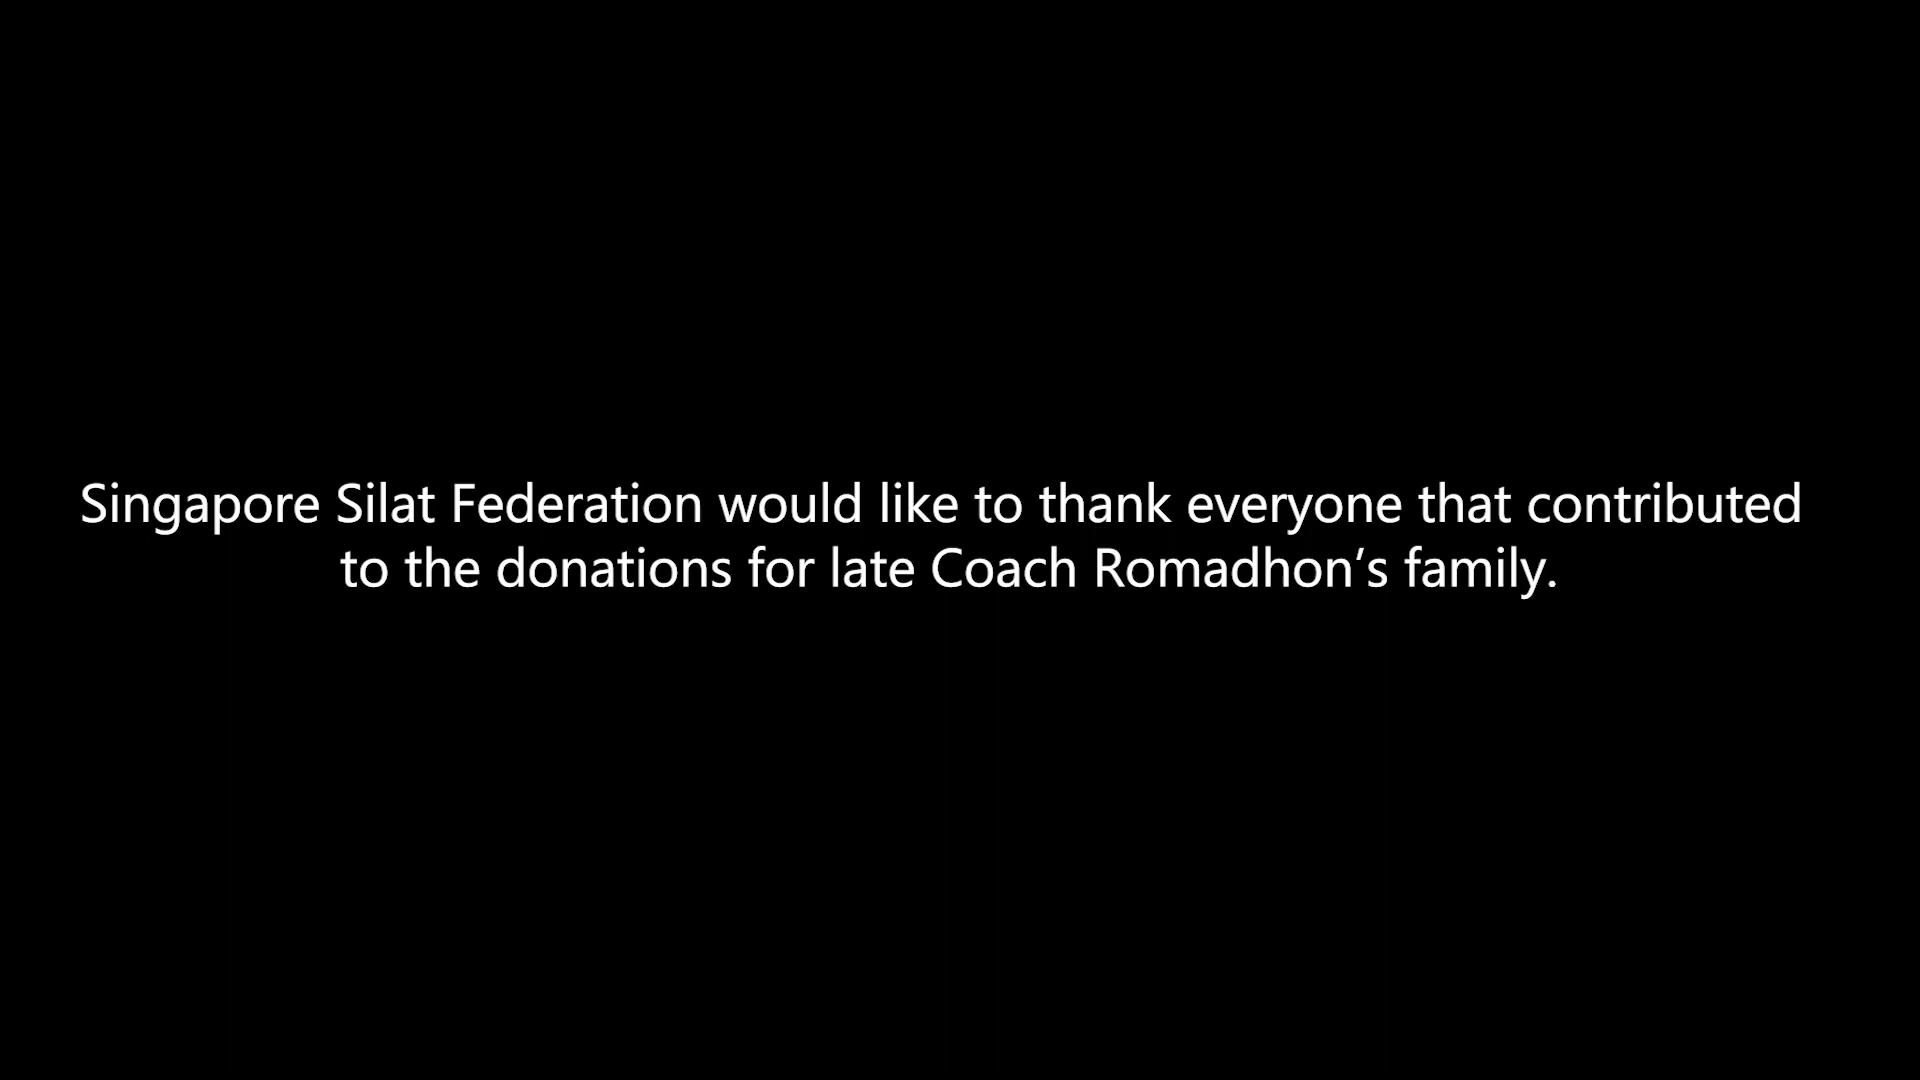 Singapore Silat Federation would like to thank everyone that contributed
to the donations for late Coach Romadhon’s family.